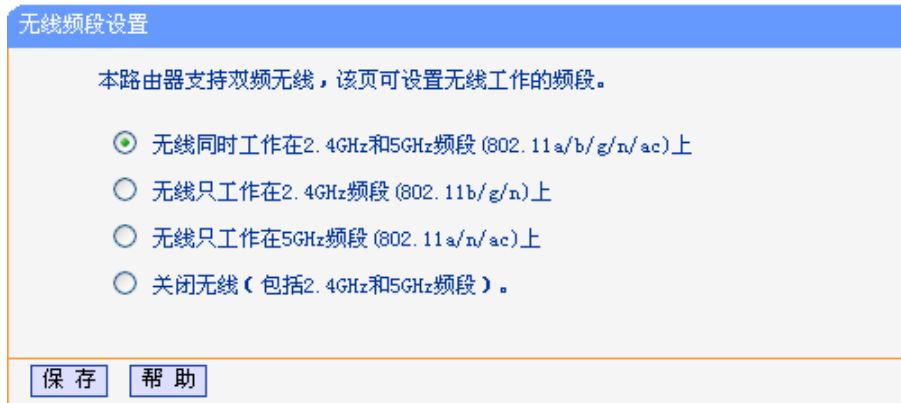 无线频段设置
本路由器支持双频无线，该页可设置无线工作的频段。
无线同时工作在2.4GHz和5GHz频段(802.11a/b/g/n/ac)上
无线只工作在2.4GHz频段(802.11b/g/n)上
无线只工作在5GHz频段(802.11a/n/ac)上
关闭无线（包括2.4GHz和5GHz频段）。
保 存 帮 助